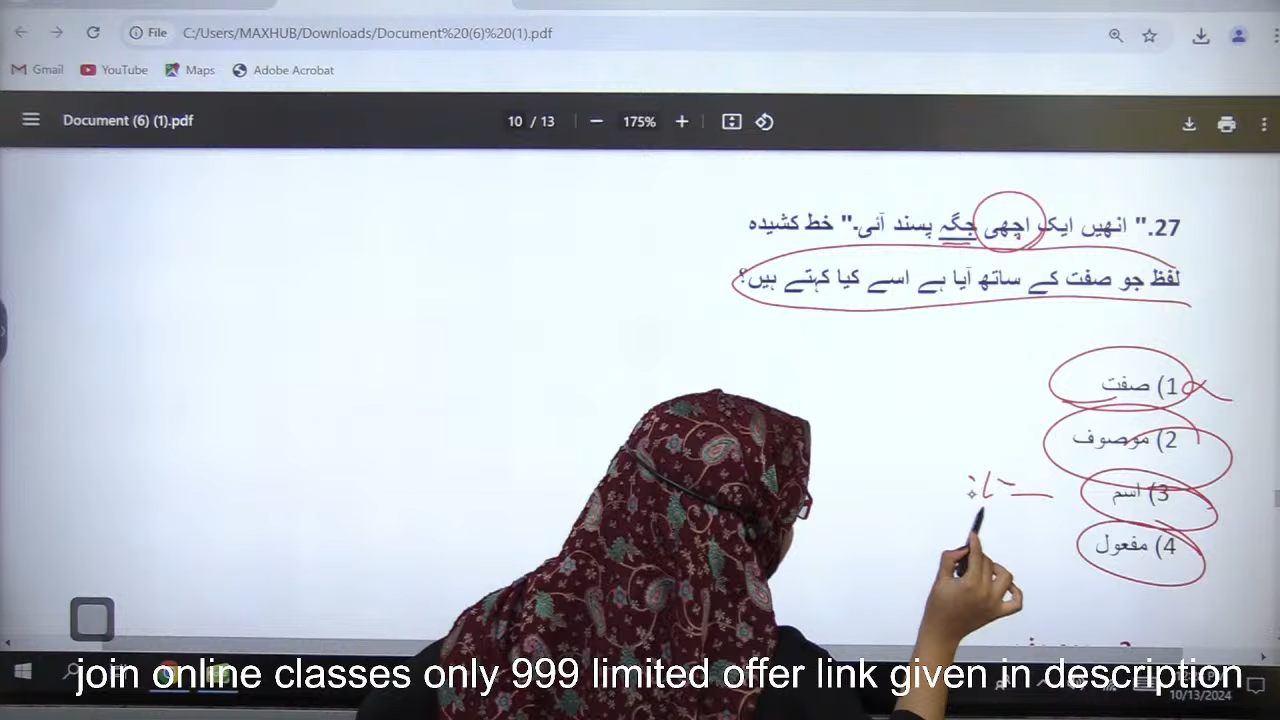 File C:/Users/MAXHUB/Downloads/Document%20(6)%20(1).pdf
Gmail YouTube Maps Adobe Acrobat
Document (6) (1).pdf 10 / 13 175%
27." انھیں ایک اچھی جگہ پسند آئی." خط کشیدہ
لفظ جو صفت کے ساتھ آیا ہے اسے کیا کہتے ہیں؟
1) صفت
2) موصوف
3) اسم
4) مفعول
join online classes only 999 limited offer link given in description
10/13/2024